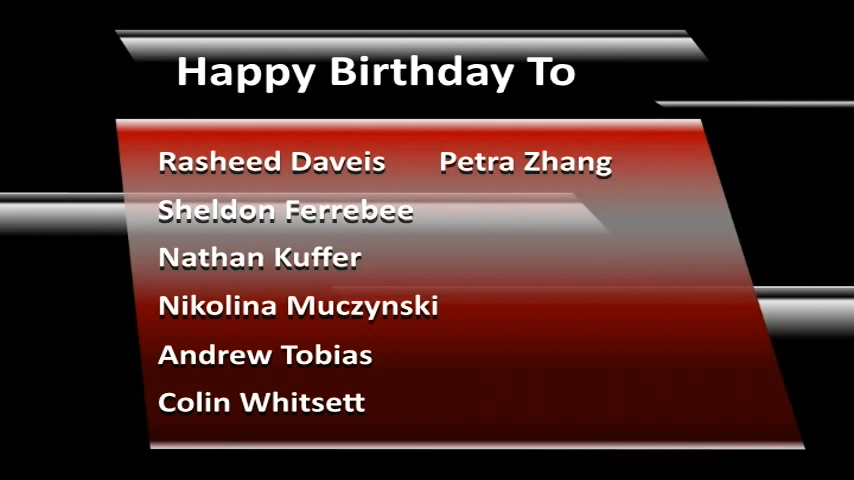 Happy Birthday To
Rasheed Daveis
Sheldon Ferrebee
Nathan Kuffer
Nikolina Muczynski
Andrew Tobias
Colin Whitsett
Petra Zhang